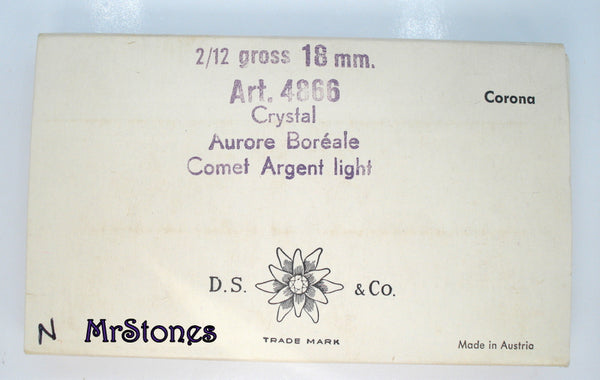 2/12 gross 18 mm.
Art. 4866
Corona
Crystal
Aurore Boréale
Comet Argent light
D.S. & Co.
TRADE MARK
N
MrStones
Made in Austria